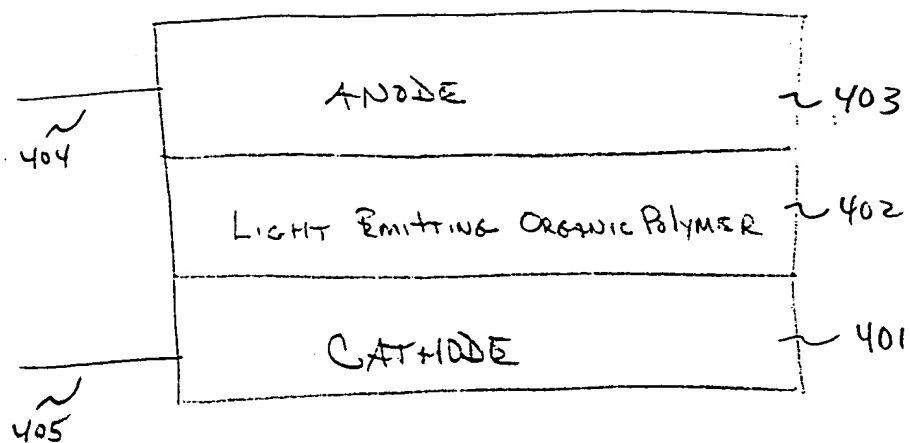 ANODE 403
404
LIGHT EMITTING ORGANIC POLYMER 402
CATHODE 401
405